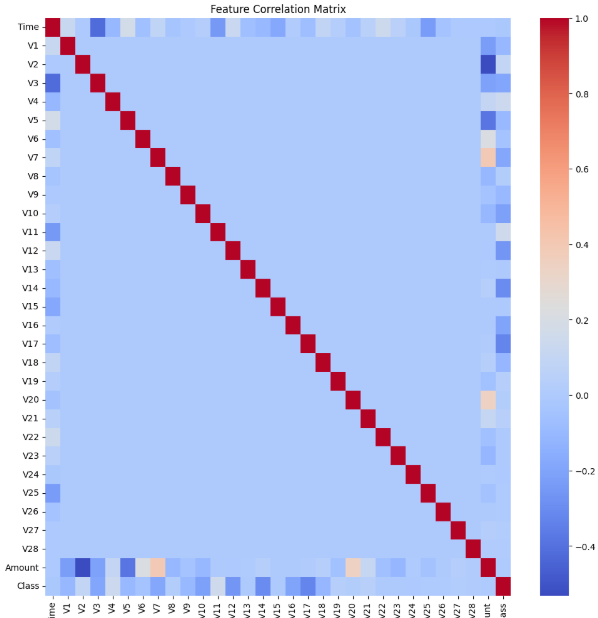 Feature Correlation Matrix
Time
V1
V2
V3
V4
V5
V6
V7
V8
V9
V10
V11
V12
V13
V14
V15
V16
V17
V18
V19
V20
V21
V22
V23
V24
V25
V26
V27
V28
Amount
Class
ime V1 V2 V3 V4 V5 V6 V7 V8 V9 V10 V11 V12 V13 V14 V15 V16 V17 V18 V19 V20 V21 V22 V23 V24 V25 V26 V27 V28 unt ass
1.0
0.8
0.6
0.4
0.2
0.0
−0.2
−0.4